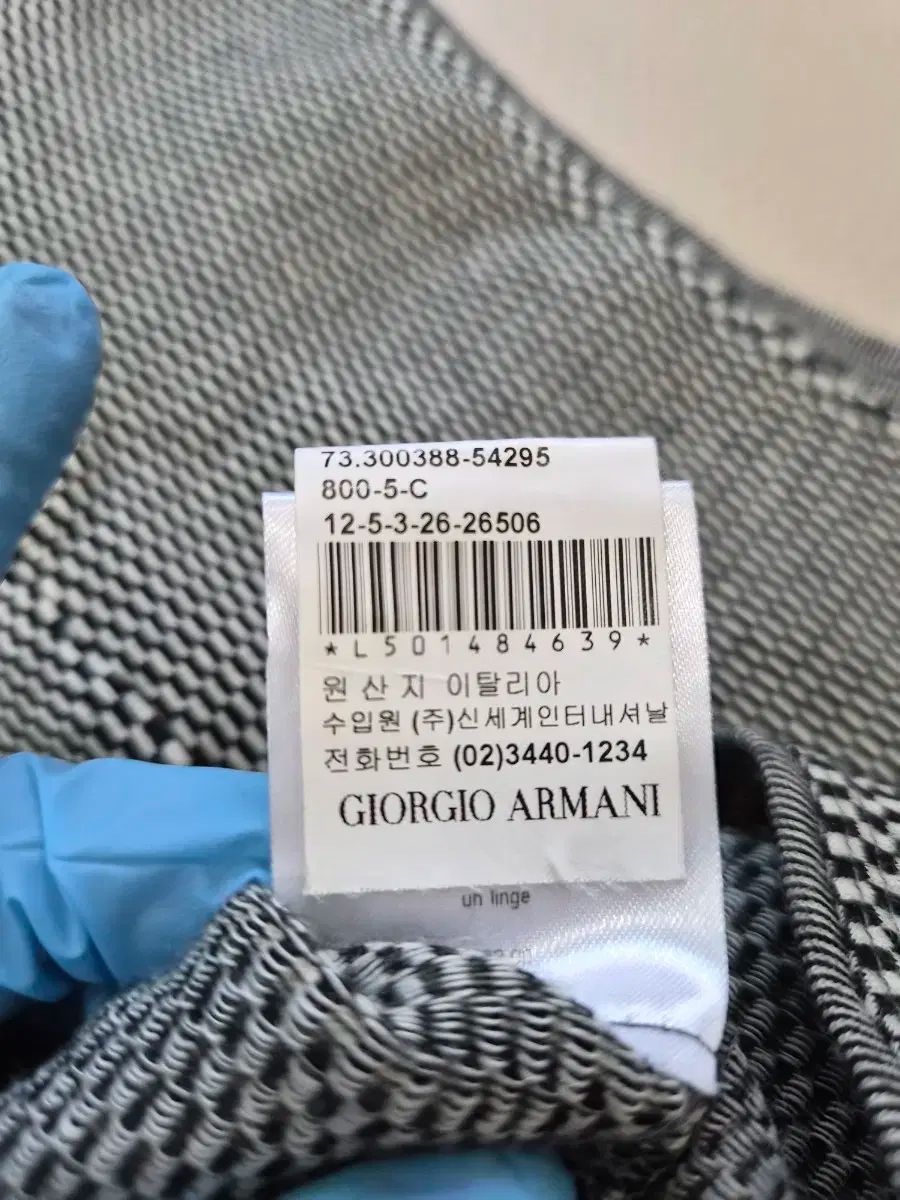 73.300388-54295
800-5-C
12-5-3-26-26506
*L501484639*
원 산 지 이탈리아
수입원 (주)신세계인터내셔날
전화번호 (02)3440-1234
GIORGIO ARMANI
un linge